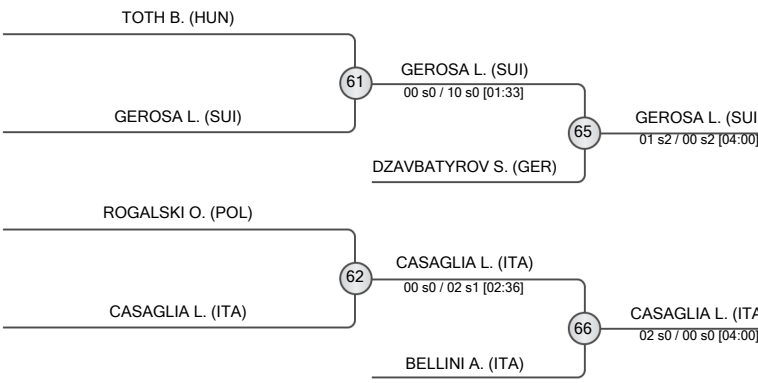 TOTH B. (HUN)
61
GEROSA L. (SUI)
00 s0 / 10 s0 [01:33]
GEROSA L. (SUI)
65
GEROSA L. (SUI
01 s2 / 00 s2 [04:00]
DZAVBATYROV S. (GER)
ROGALSKI O. (POL)
62
CASAGLIA L. (ITA)
00 s0 / 02 s1 [02:36]
CASAGLIA L. (ITA)
66
CASAGLIA L. (ITA
02 s0 / 00 s0 [04:00]
BELLINI A. (ITA)